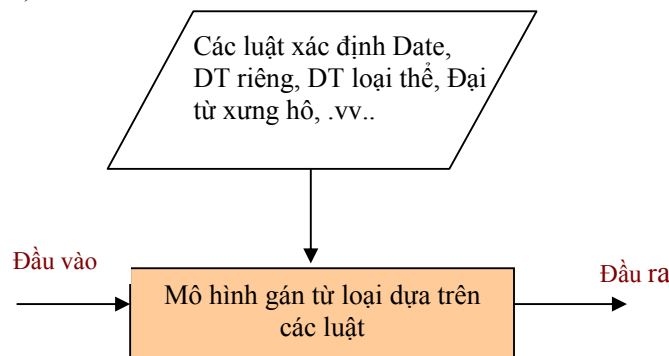 Các luật xác định Date,
DT riêng, DT loại thể, Đại
từ xưng hô, .vv..
Đầu vào
Đầu ra
Mô hình gán từ loại dựa trên
các luật